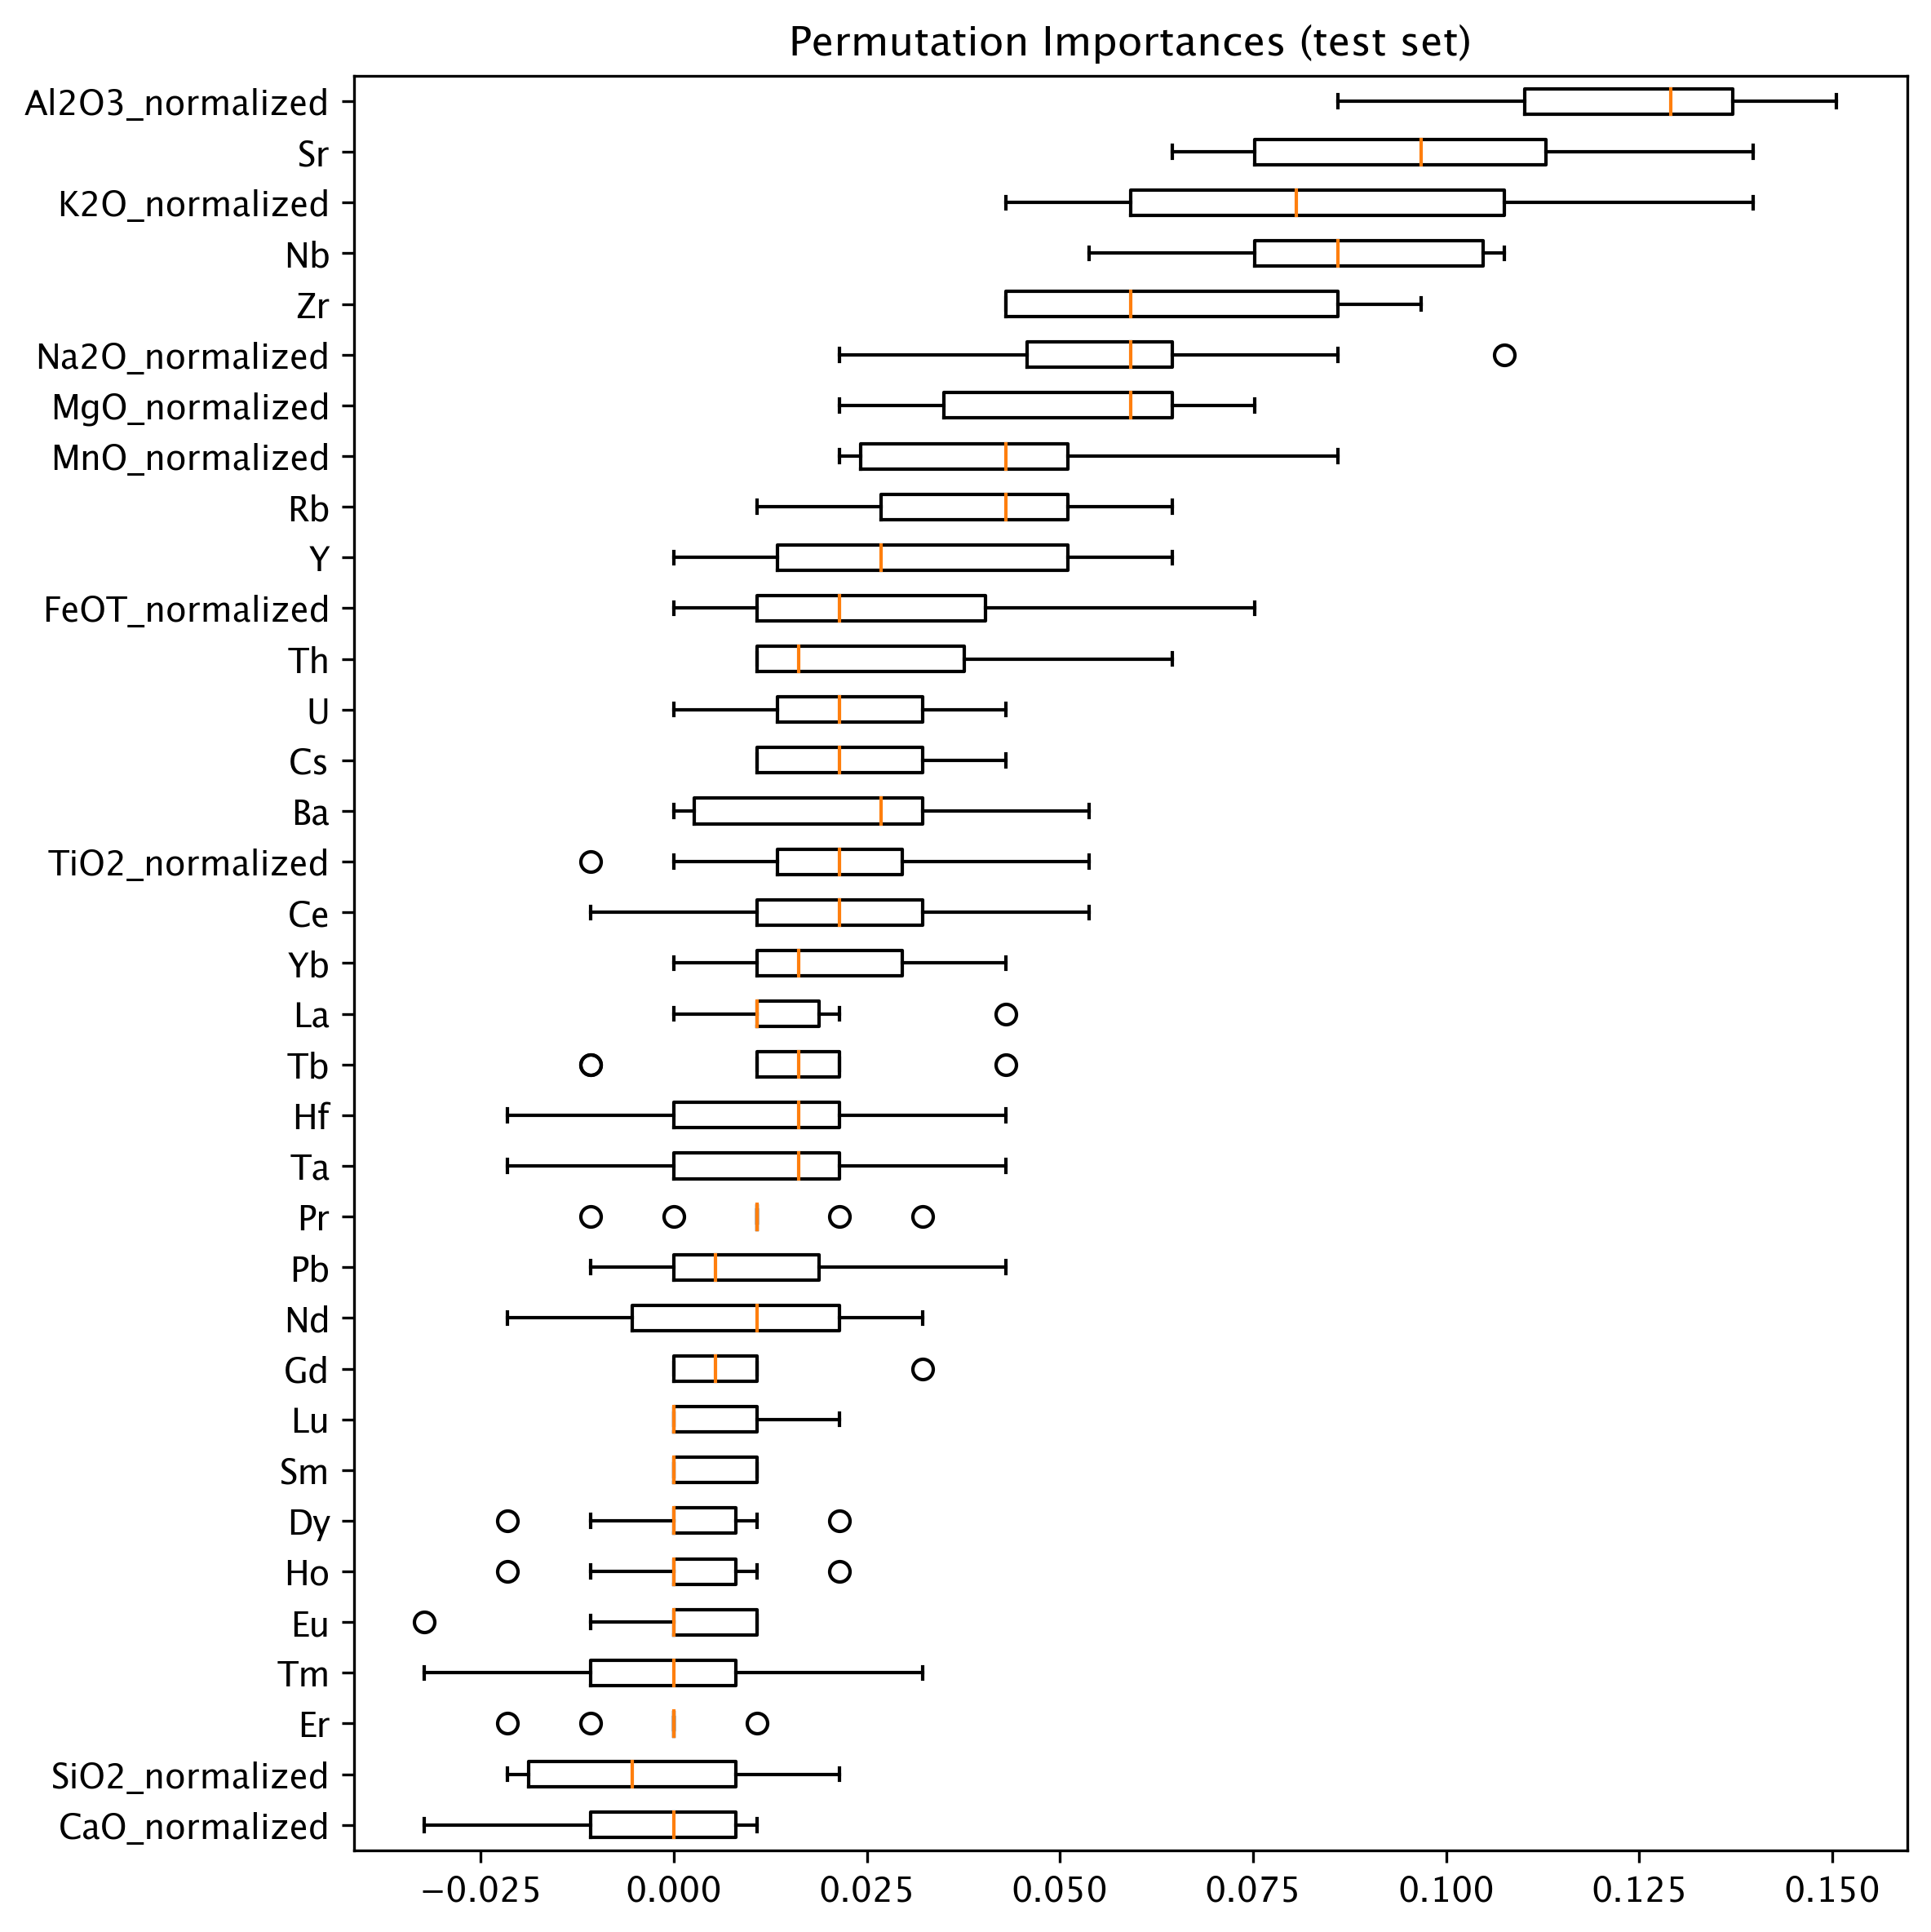 Permutation Importances (test set)
Al2O3_normalized
Sr
K2O_normalized
Nb
Zr
Na2O_normalized
MgO_normalized
MnO_normalized
Rb
Y
FeOT_normalized
Th
U
Cs
Ba
TiO2_normalized
Ce
Yb
La
Tb
Hf
Ta
Pr
Pb
Nd
Gd
Lu
Sm
Dy
Ho
Eu
Tm
Er
SiO2_normalized
CaO_normalized
−0.025 0.000 0.025 0.050 0.075 0.100 0.125 0.150